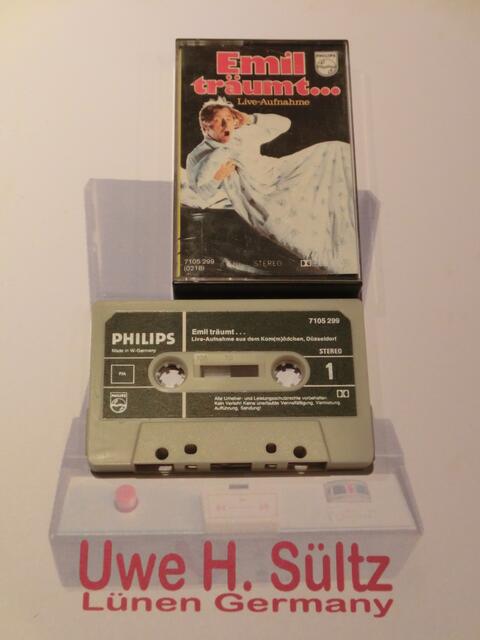 Emil
träumt...
Live-Aufnahme
PHILIPS
7105 299
(0218)
STEREO
PHILIPS
Made in W.-Germany
7105 299
Emil träumt . . .
Live-Aufnahme aus dem Kom(m)ödchen, Düsseldorf
STEREO
1
PHILIPS
Alle Urheber- und Leistungsschutzrechte vorbehalten
Kein Verleih! Keine unerlaubte Vervielfältigung, Vermietung,
Aufführung, Sendung!
Uwe H. Sültz
Lünen Germany